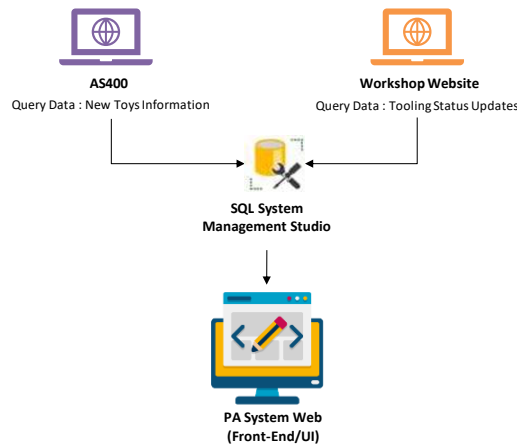 AS400
Query Data : New Toys Information
Workshop Website
Query Data : Tooling Status Updates
SQL System
Management Studio
PA System Web
(Front-End/UI)